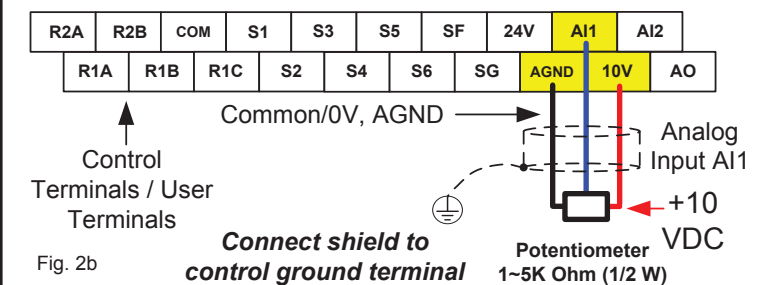 R2A R2B COM S1 S3 S5 SF 24V AI1 AI2
R1A R1B R1C S2 S4 S6 SG AGND 10V AO
Common/0V, AGND
Analog
Input AI1
Control
Terminals / User
Terminals
+10
VDC
Connect shield to
control ground terminal
Potentiometer
1~5K Ohm (1/2 W)
Fig. 2b